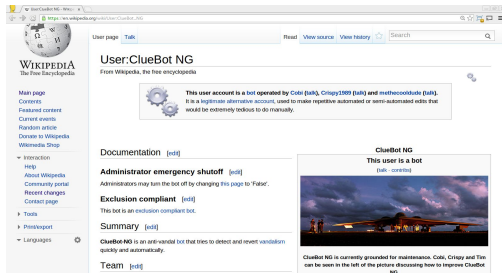 User:ClueBot NG - Wiki
https://en.wikipedia.org/wiki/User:ClueBot_NG
User page Talk
Read View source View history Search
WIKIPEDIA
The Free Encyclopedia
User:ClueBot NG
From Wikipedia, the free encyclopedia
Main page
Contents
Featured content
Current events
Random article
Donate to Wikipedia
Wikimedia Shop
Interaction
Help
About Wikipedia
Community portal
Recent changes
Contact page
Tools
Print/export
Languages
This user account is a bot operated by Cobi (talk), Crispy1989 (talk) and methecooldude (talk).
It is a legitimate alternative account, used to make repetitive automated or semi-automated edits that
would be extremely tedious to do manually.
Documentation [edit]
Administrator emergency shutoff [edit]
Administrators may turn the bot off by changing this page to 'False'.
Exclusion compliant [edit]
This bot is an exclusion compliant bot.
Summary [edit]
ClueBot-NG is an anti-vandal bot that tries to detect and revert vandalism
quickly and automatically.
Team [edit]
ClueBot NG
This user is a bot
(talk · contribs)
ClueBot NG is currently grounded for maintenance. Cobi, Crispy and Tim
can be seen in the left of the picture discussing how to improve ClueBot
NG